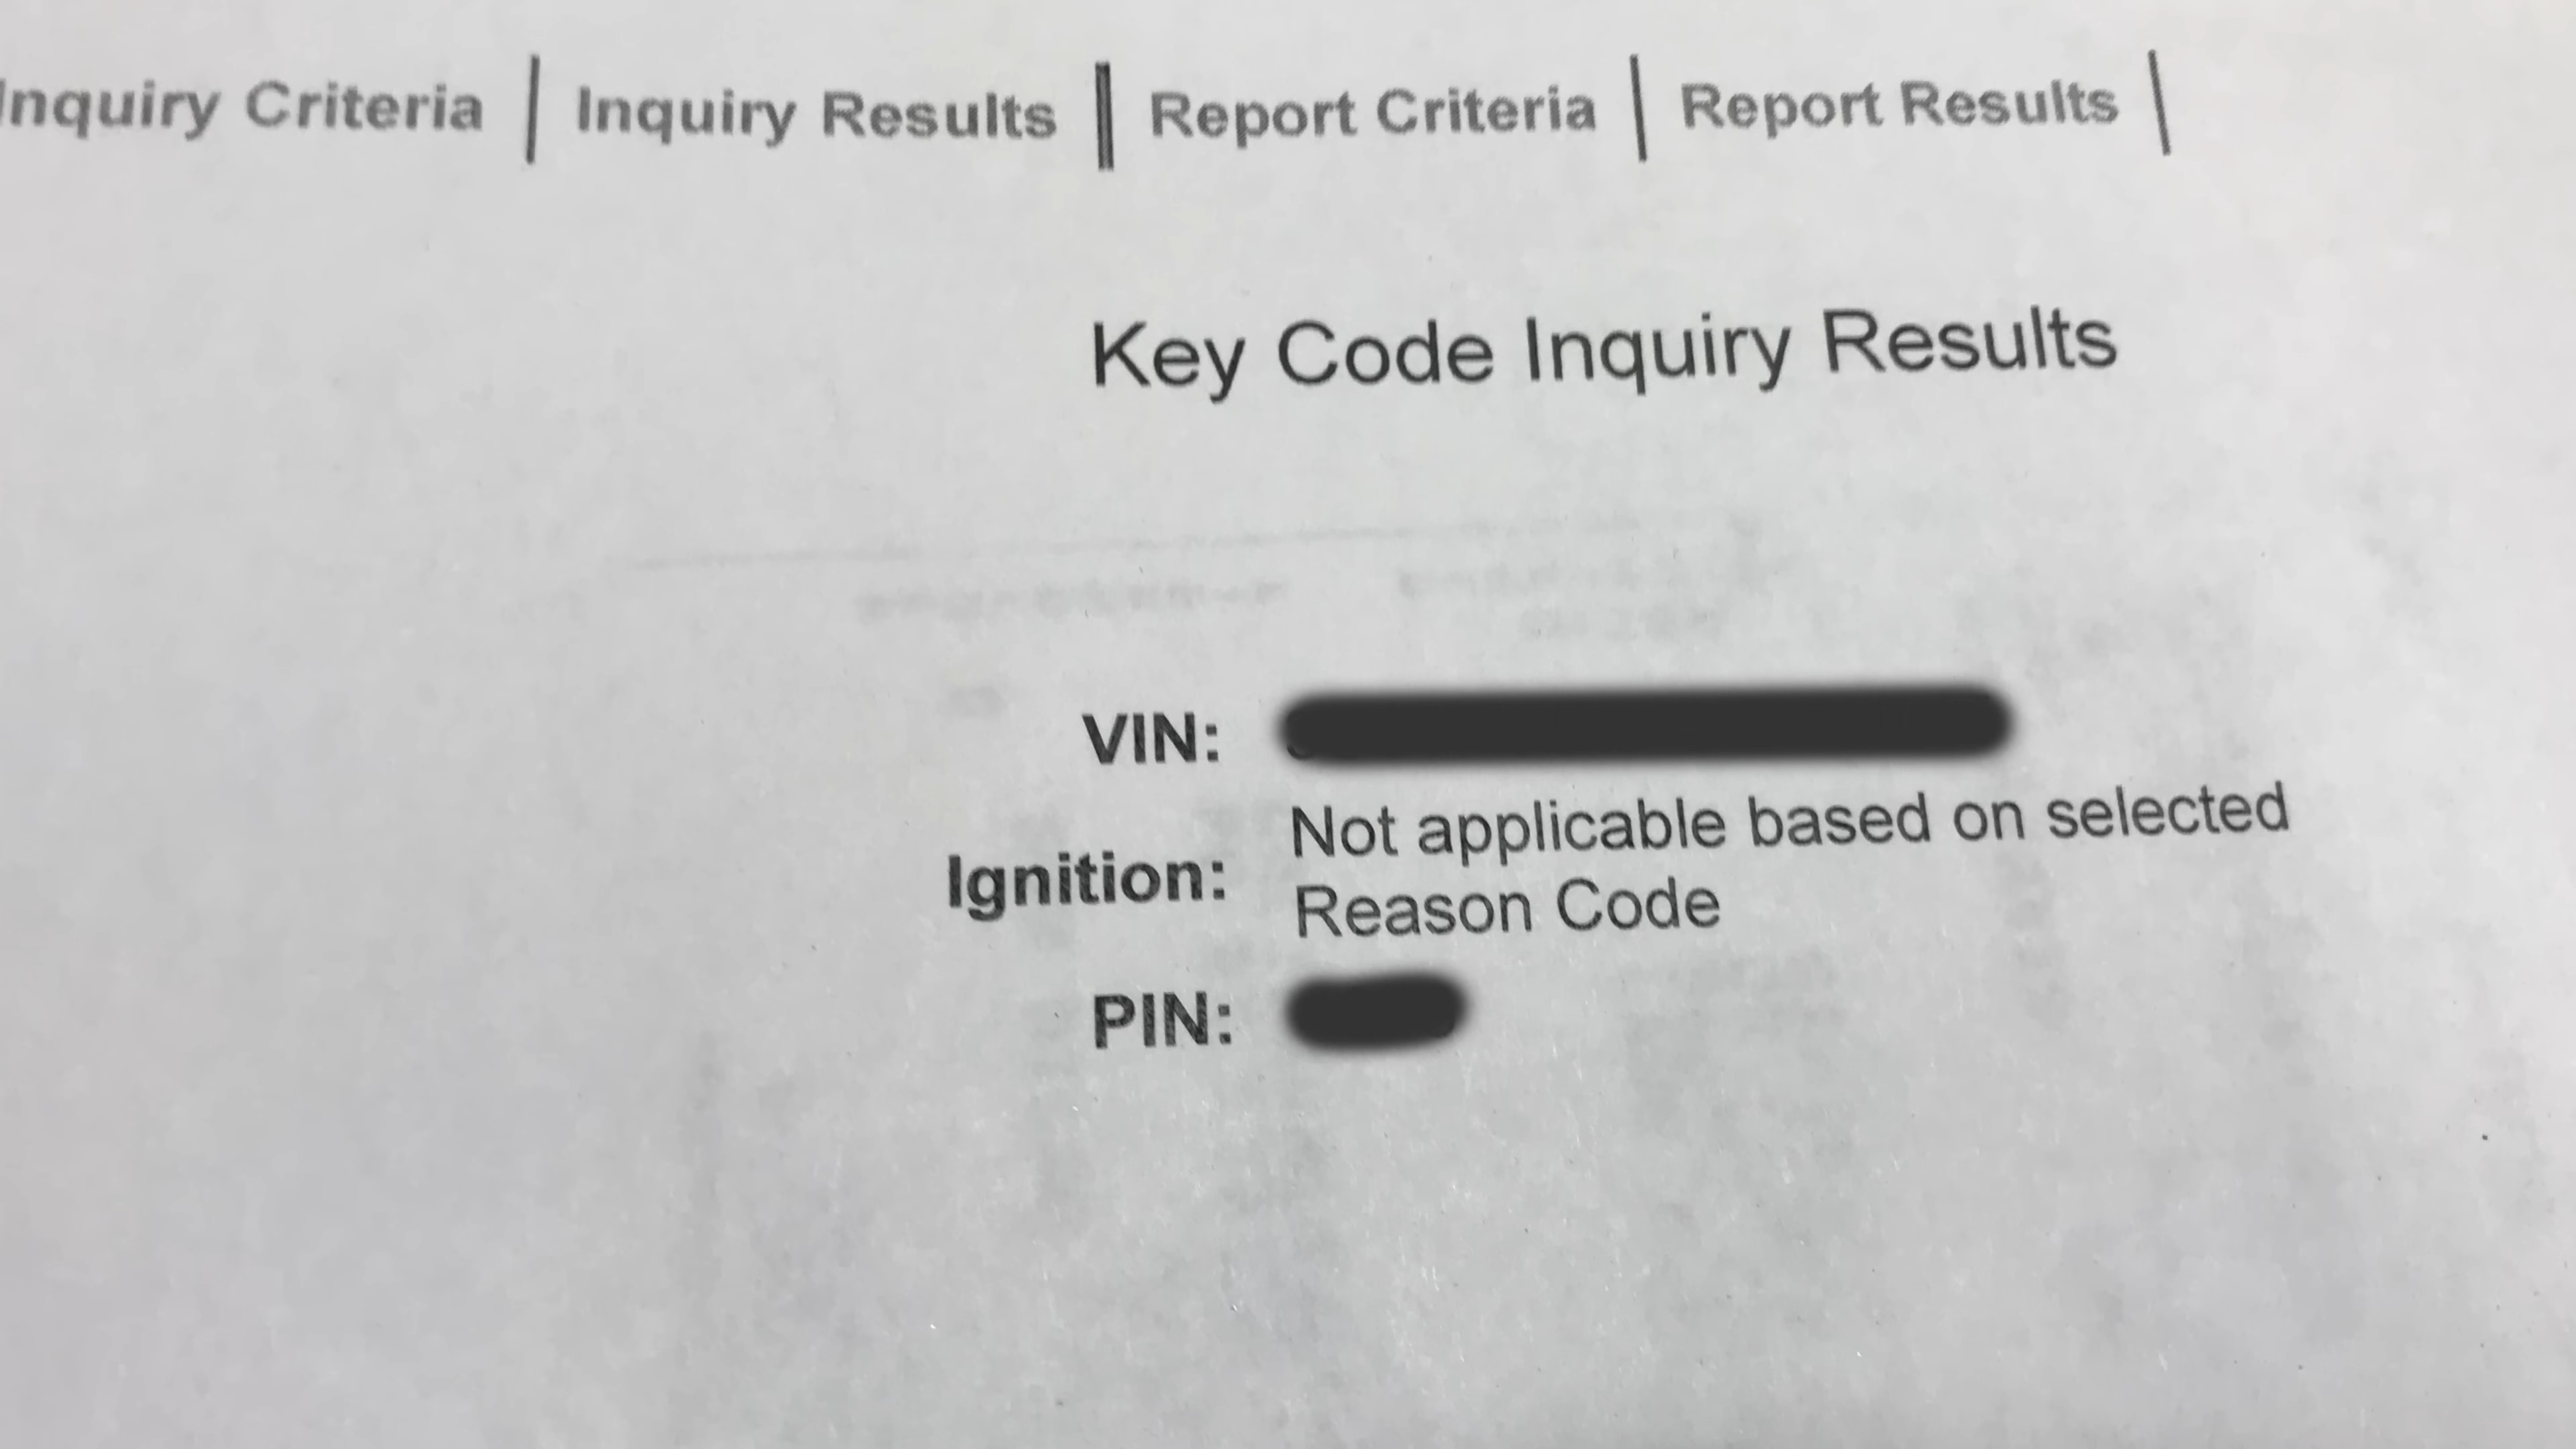 Inquiry Criteria | Inquiry Results | Report Criteria | Report Results |
Key Code Inquiry Results
VIN:
Ignition: Not applicable based on selected
Reason Code
PIN: